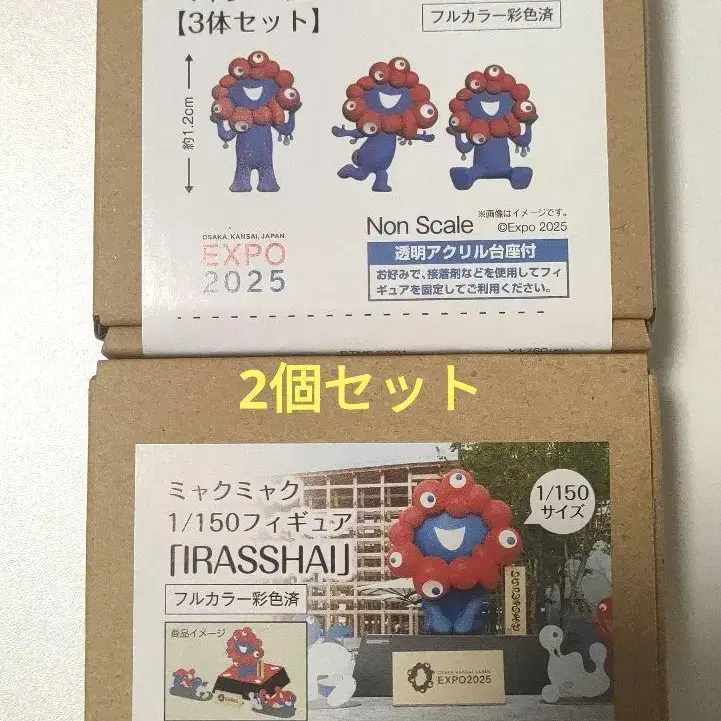 【3体セット】
フルカラー彩色済
約1.2cm
※画像はイメージです。
Non Scale
©Expo 2025
OSAKA, KANSAI, JAPAN
EXPO
2025
透明アクリル台座付
お好みで、接着剤などを使用してフィ
ギュアを固定してご利用ください。
2個セット
ミャクミャク
1/150フィギュア
「IRASSHAI」
フルカラー彩色済
1/150
サイズ
商品イメージ
いらっしゃいませ
OSAKA, KANSAI, JAPAN
EXPO2025